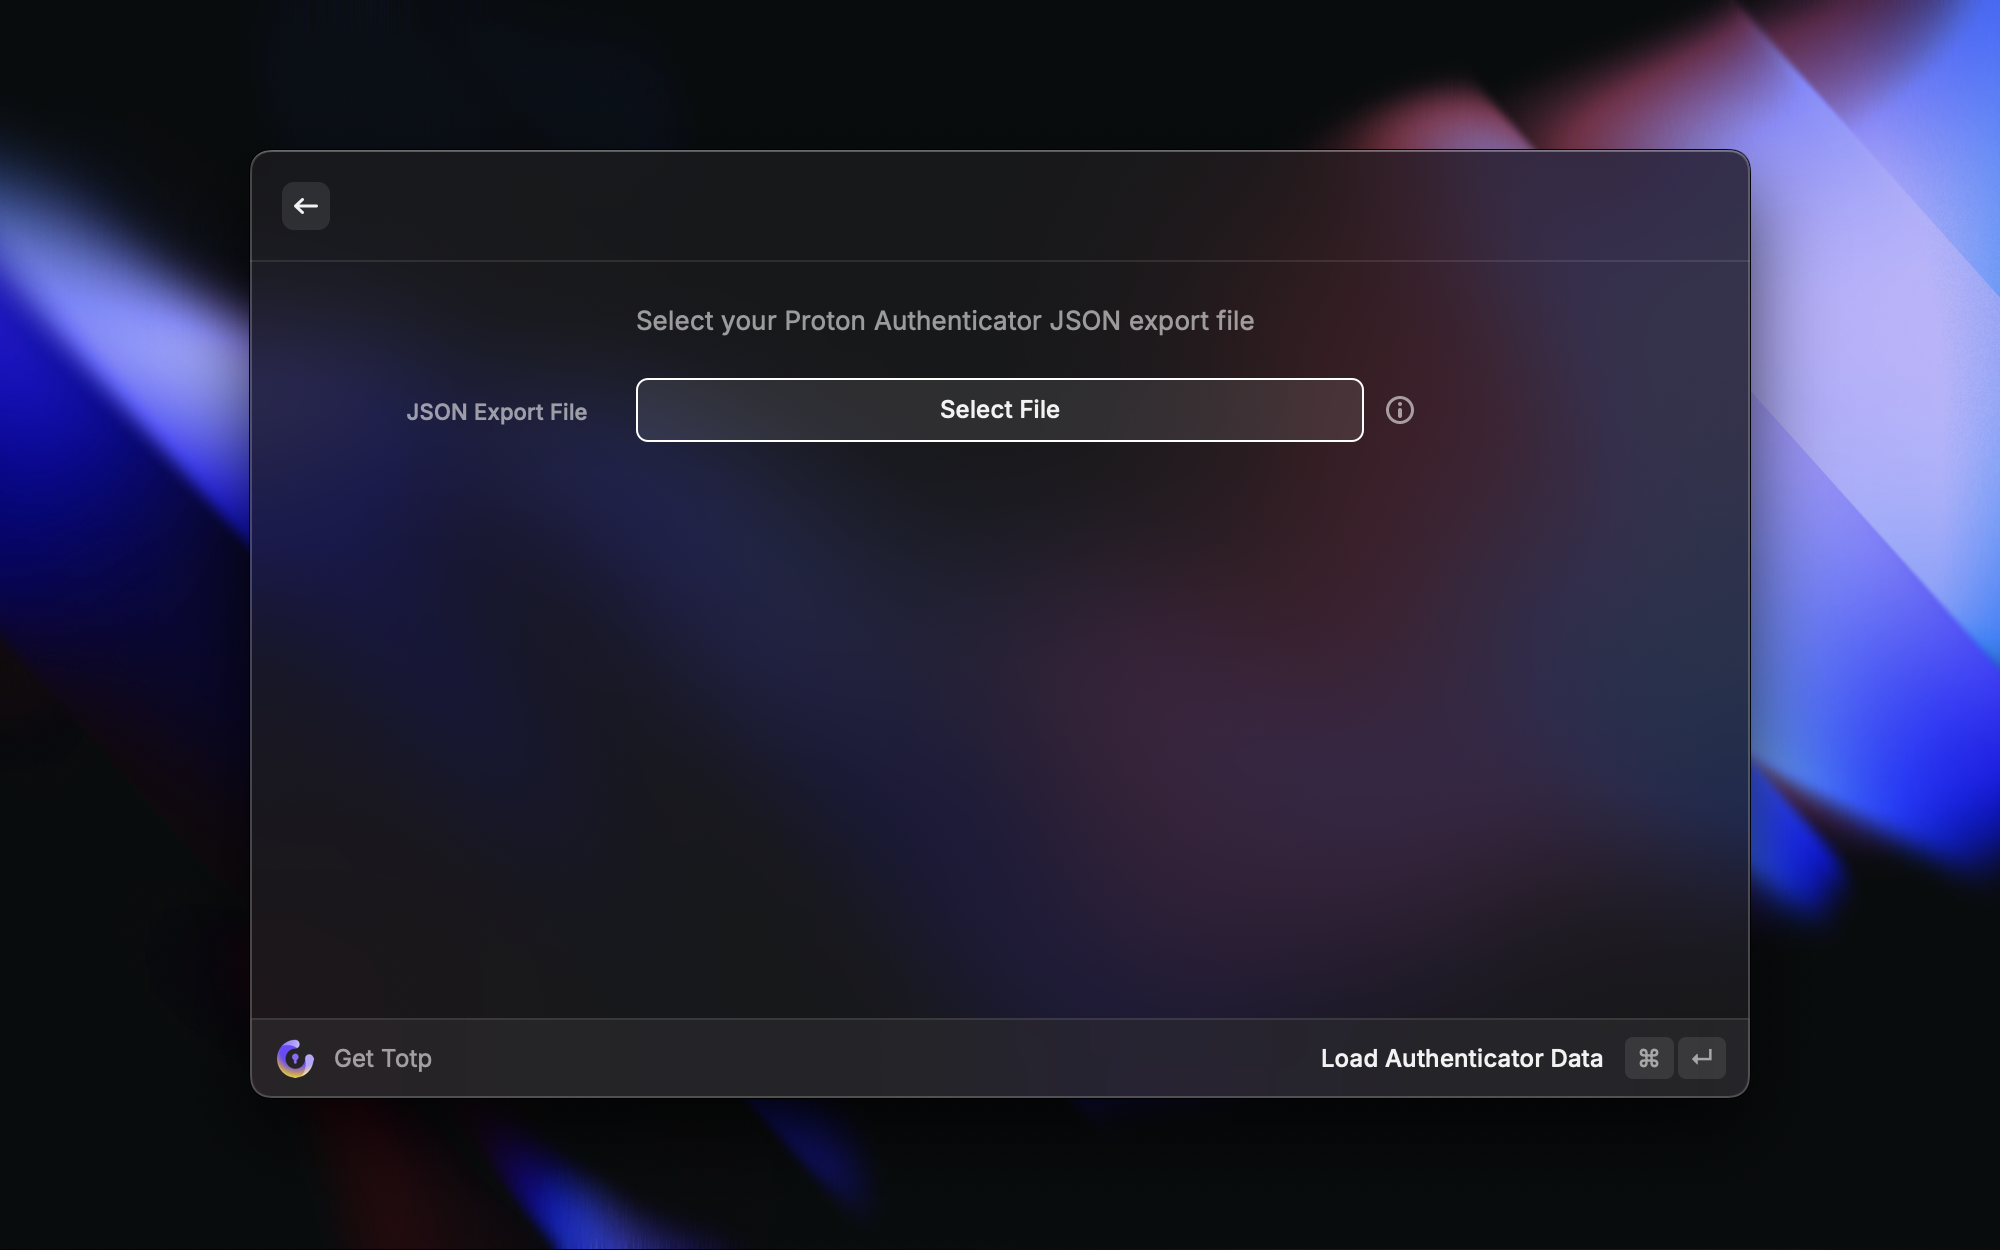 Select your Proton Authenticator JSON export file
JSON Export File
Select File
Get Totp
Load Authenticator Data ⌘ ↵